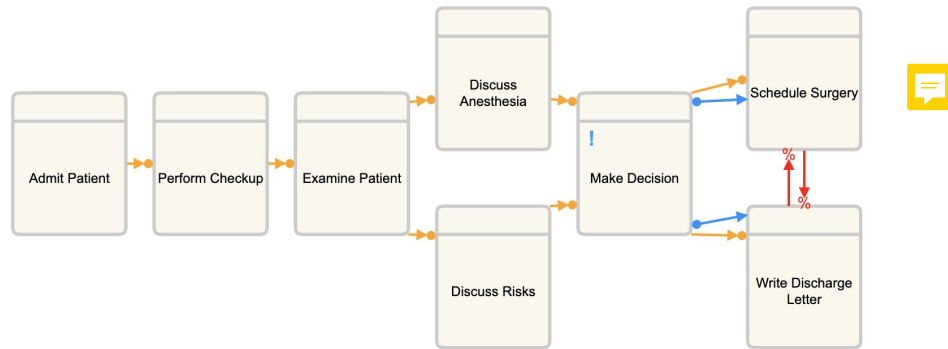 Discuss
Anesthesia
Schedule Surgery
!
Admit Patient
Perform Checkup
Examine Patient
Make Decision
%
%
Discuss Risks
Write Discharge
Letter